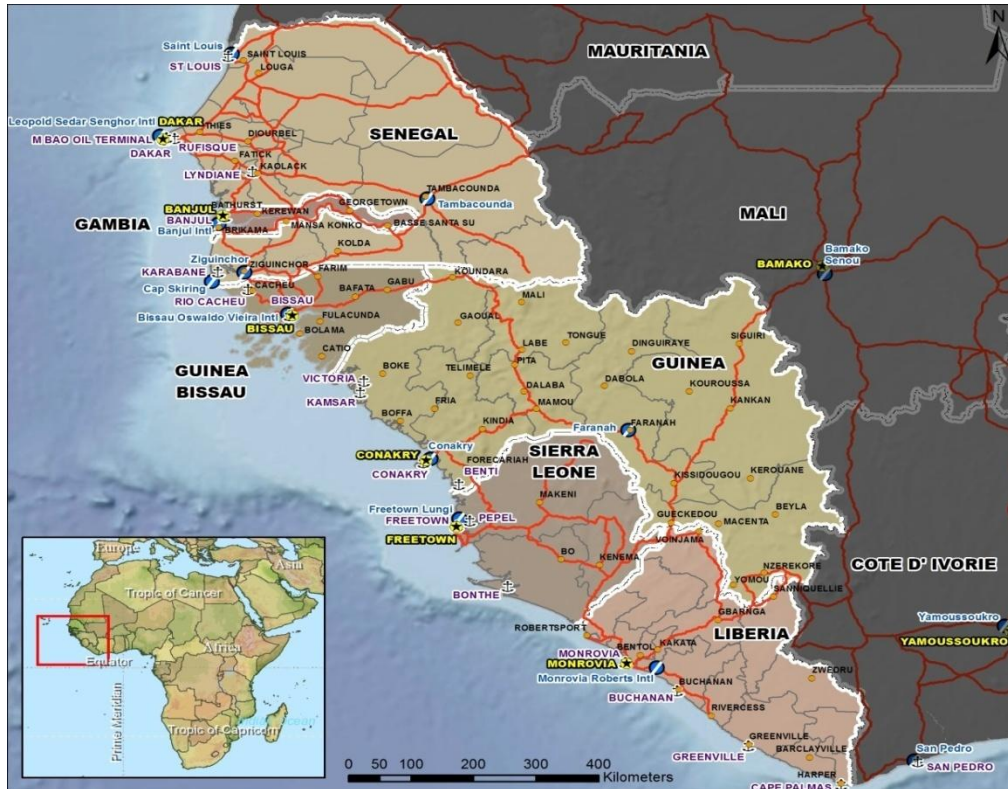 N
MAURITANIA
Saint Louis
SAINT LOUIS
ST LOUIS
LOUGA
Leopold Sedar Senghor Intl
DAKAR
THIES
M BAO OIL TERMINAL
DIOURBEL
SENEGAL
DAKAR
RUFISQUE
FATICK
KAOLACK
LYNDIANE
TAMBACOUNDA
Tambacounda
BATHURST
GEORGETOWN
BANJUL
KEREWAN
GAMBIA
BANJUL
MANSA KONKO
BASSE SANTA SU
Banjul Intl
BRIKAMA
MALI
KOLDA
Ziguinchor
ZIGUINCHOR
Bamako
Senou
BAMAKO
KARABANE
FARIM
KOUNDARA
Cap Skiring
CACHEU
GABU
RIO CACHEU
BISSAU
BAFATA
MALI
Bissau Oswaldo Vieira Intl
FULACUNDA
GAOUAL
BISSAU
BOLAMA
TONGUE
SIGUIRI
CATIO
LABE
DINGUIRAYE
GUINEA
BISSAU
PITA
GUINEA
BOKE
TELIMELE
VICTORIA
DALABA
DABOLA
KOUROUSSA
KAMSAR
FRIA
MAMOU
KANKAN
BOFFA
KINDIA
Faranah
FARANAH
Conakry
CONAKRY
FORECARIAH
SIERRA
LEONE
CONAKRY
BENTI
KISSIDOUGOU
KEROUANE
MAKENI
Freetown Lungi
FREETOWN
PEPEL
GUECKEDOU
BEYLA
MACENTA
FREETOWN
VOINJAMA
BO
KENEMA
COTE D' IVORIE
NZEREKORE
YOMOU
SANNIQUELLIE
BONTHE
GBARNGA
Yamoussoukro
ROBERTSPORT
LIBERIA
YAMOUSSOUKRO
BENTOL
KAKATA
MONROVIA
MONROVIA
ZWEDRU
Monrovia Roberts Intl
BUCHANAN
BUCHANAN
RIVERCESS
GREENVILLE
GREENVILLE
BARCLAYVILLE
San Pedro
SAN PEDRO
HARPER
CAPE PALMAS
0 50 100 200 300 400
Kilometers
Europe
Asia
Tropic of Cancer
Africa
Equator
Prime Meridian
Tropic of Capricorn